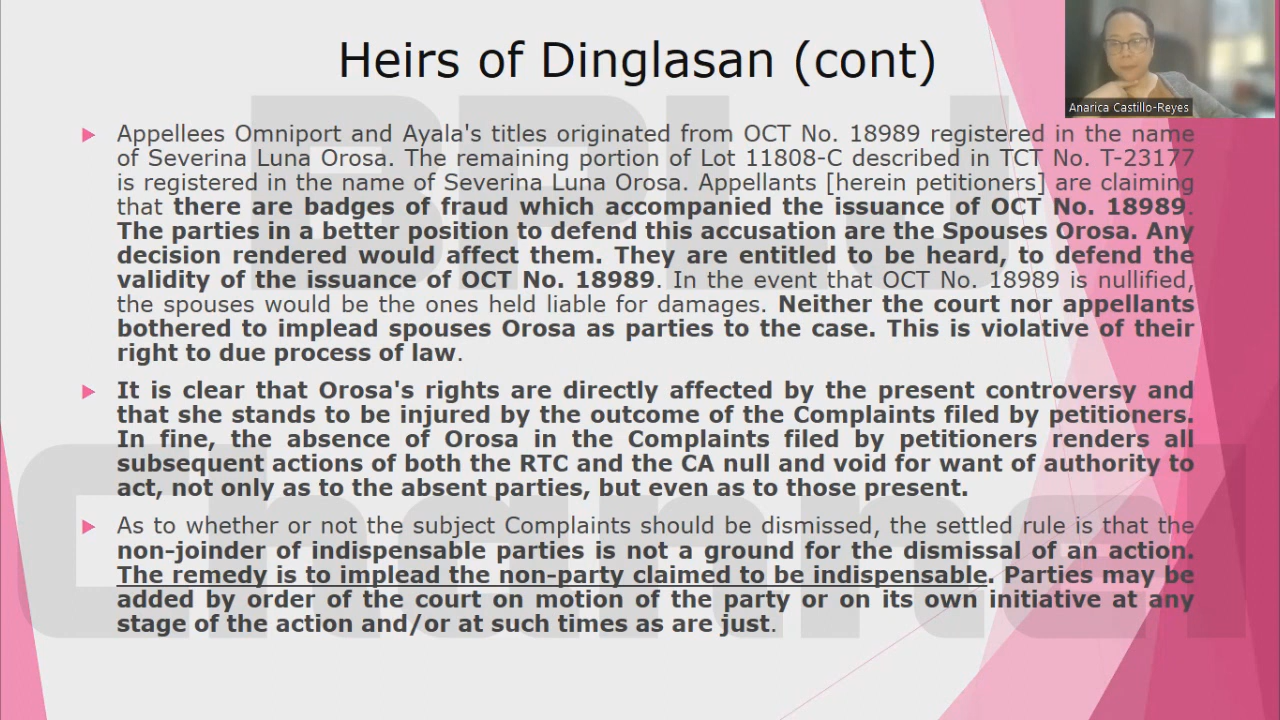 Heirs of Dinglasan (cont)
Anarica Castillo-Reyes
Appellees Omniport and Ayala's titles originated from OCT No. 18989 registered in the name
of Severina Luna Orosa. The remaining portion of Lot 11808-C described in TCT No. T-23177
is registered in the name of Severina Luna Orosa. Appellants [herein petitioners] are claiming
that there are badges of fraud which accompanied the issuance of OCT No. 18989.
The parties in a better position to defend this accusation are the Spouses Orosa. Any
decision rendered would affect them. They are entitled to be heard, to defend the
validity of the issuance of OCT No. 18989. In the event that OCT No. 18989 is nullified,
the spouses would be the ones held liable for damages. Neither the court nor appellants
bothered to implead spouses Orosa as parties to the case. This is violative of their
right to due process of law.
It is clear that Orosa's rights are directly affected by the present controversy and
that she stands to be injured by the outcome of the Complaints filed by petitioners.
In fine, the absence of Orosa in the Complaints filed by petitioners renders all
subsequent actions of both the RTC and the CA null and void for want of authority to
act, not only as to the absent parties, but even as to those present.
As to whether or not the subject Complaints should be dismissed, the settled rule is that the
non-joinder of indispensable parties is not a ground for the dismissal of an action.
The remedy is to implead the non-party claimed to be indispensable. Parties may be
added by order of the court on motion of the party or on its own initiative at any
stage of the action and/or at such times as are just.
Channel